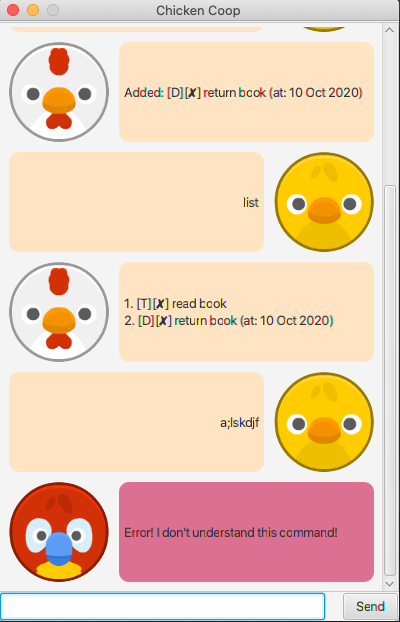 Chicken Coop
Added: [D][✗] return book (at: 10 Oct 2020)
list
1. [T][✗] read book
2. [D][✗] return book (at: 10 Oct 2020)
a;lskdjf
Error! I don't understand this command!
Send